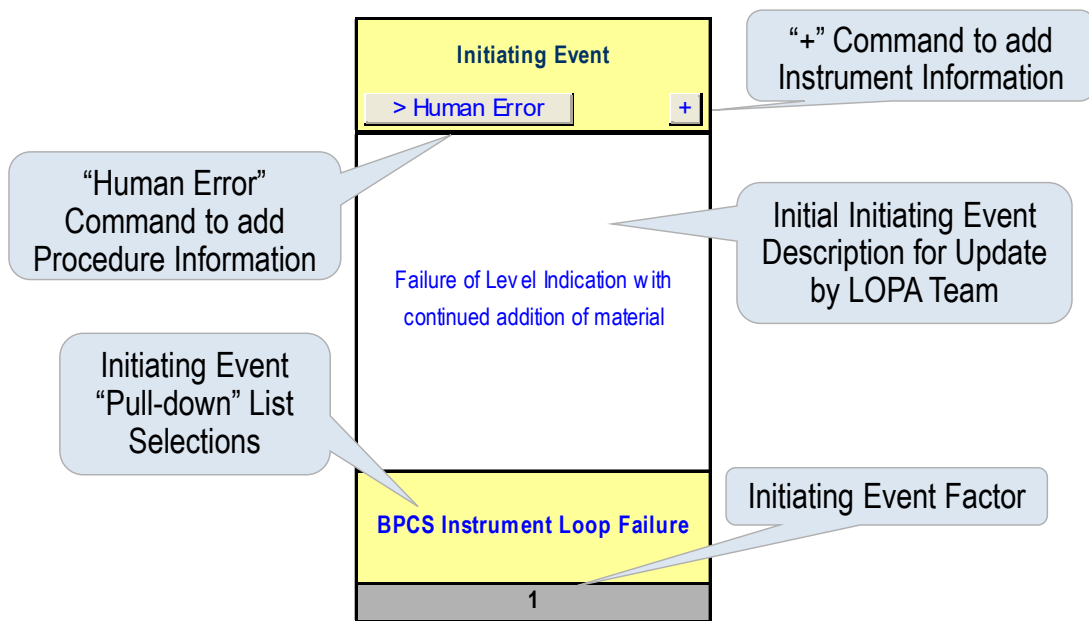 Initiating Event
> Human Error
+
“+” Command to add
Instrument Information
“Human Error”
Command to add
Procedure Information
Initial Initiating Event
Description for Update
by LOPA Team
Failure of Level Indication with
continued addition of material
Initiating Event
“Pull-down” List
Selections
BPCS Instrument Loop Failure
Initiating Event Factor
1